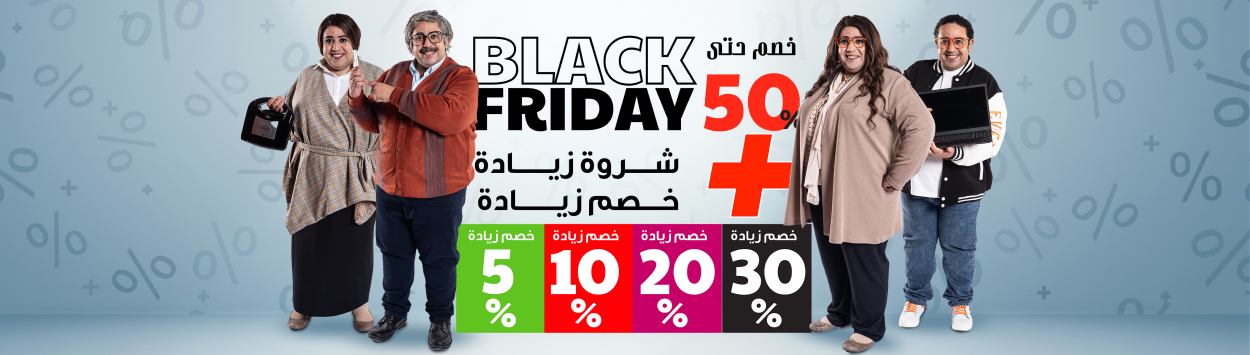 BLACK
FRIDAY
خصم حتى
50%
+
شروة زيادة
خصم زيادة
خصم زيادة
5
%
خصم زيادة
10
%
خصم زيادة
20
%
خصم زيادة
30
%